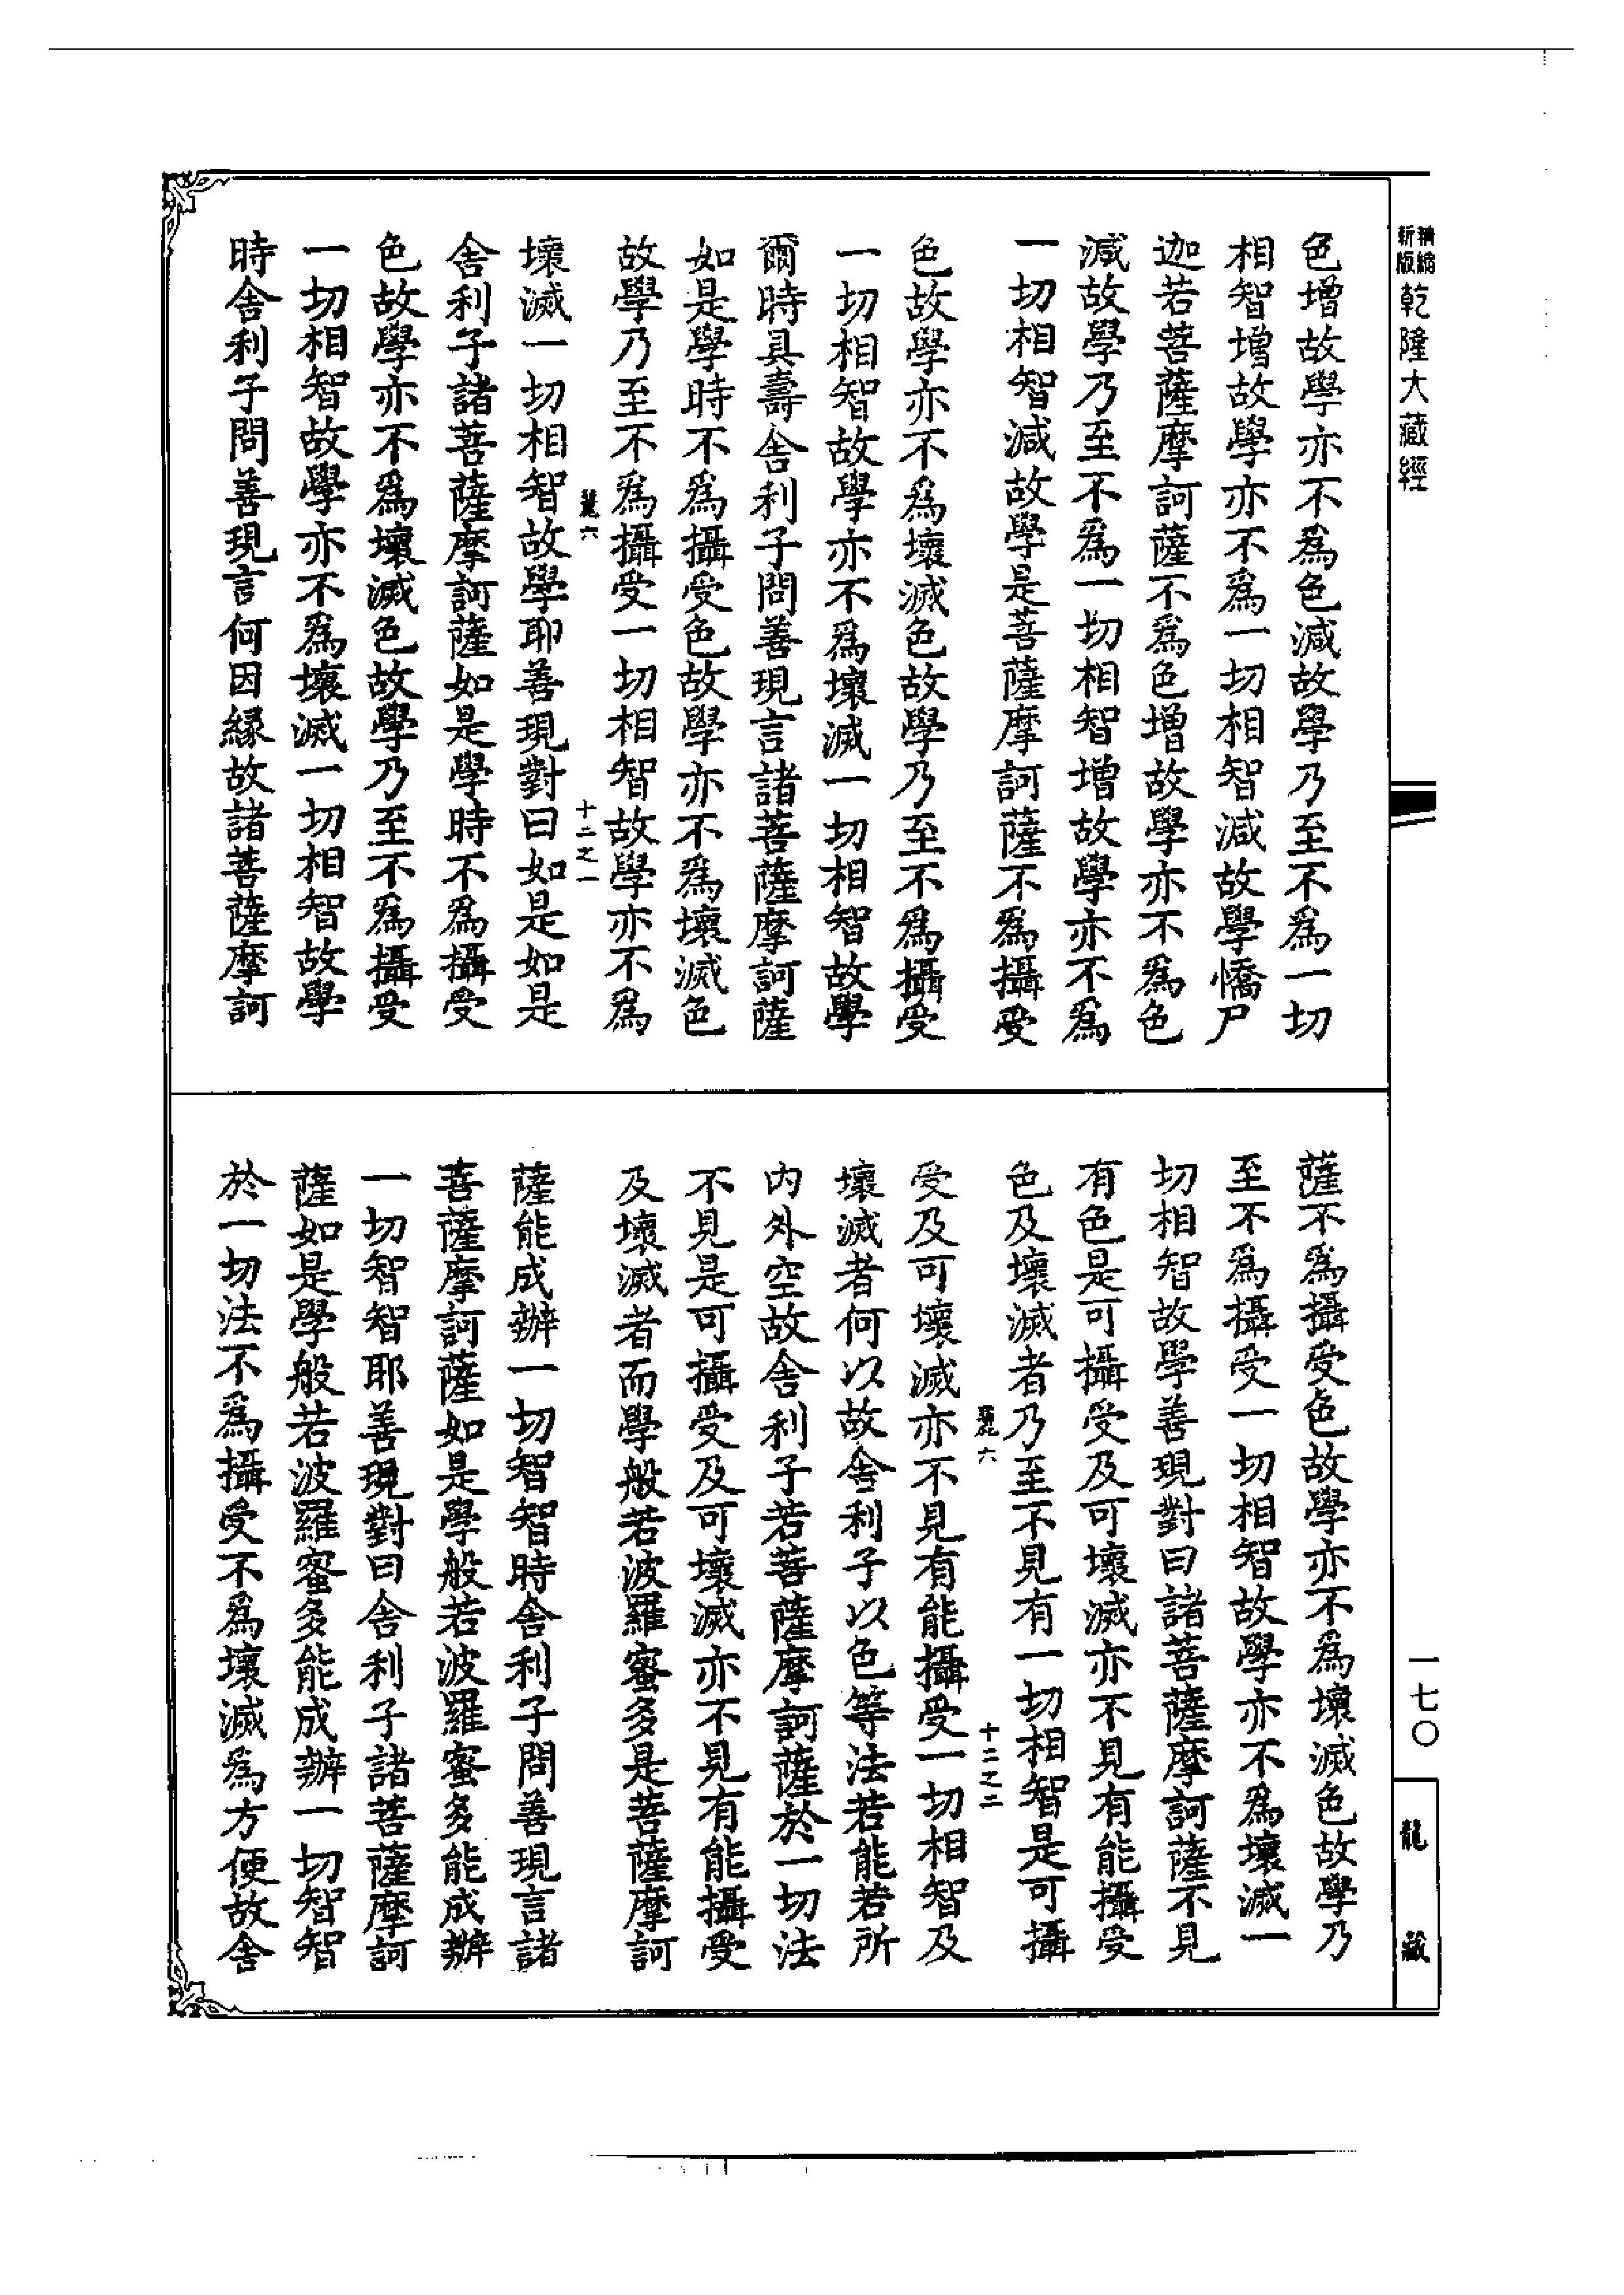 精縮新版乾隆大藏經
色增故學亦不爲色減故學乃至不爲一切
相智增故學亦不爲一切相智減故學憍尸
迦若菩薩摩訶薩不爲色增故學亦不爲色
減故學乃至不爲一切相智增故學亦不爲
一切相智減故學是菩薩摩訶薩不爲攝受
色故學亦不爲壞滅色故學乃至不爲攝受
一切相智故學亦不爲壞滅一切相智故學
爾時具壽舍利子問善現言諸菩薩摩訶薩
如是學時不爲攝受色故學亦不爲壞滅色
故學乃至不爲攝受一切相智故學亦不爲
六 十二之一
壞滅一切相智故學耶善現對曰如是如是
舍利子諸菩薩摩訶薩如是學時不爲攝受
色故學亦不爲壞滅色故學乃至不爲攝受
一切相智故學亦不爲壞滅一切相智故學
時舍利子問善現言何因緣故諸菩薩摩訶
薩不爲攝受色故學亦不爲壞滅色故學乃
至不爲攝受一切相智故學亦不爲壞滅一
切相智故學善現對曰諸菩薩摩訶薩不見
有色是可攝受及可壞滅亦不見有能攝受
色及壞滅者乃至不見有一切相智是可攝
六 十二之二
受及可壞滅亦不見有能攝受一切相智及
壞滅者何以故舍利子以色等法若能若所
內外空故舍利子若菩薩摩訶薩於一切法
不見是可攝受及可壞滅亦不見有能攝受
及壞滅者而學般若波羅蜜多是菩薩摩訶
薩能成辦一切智智時舍利子問善現言諸
菩薩摩訶薩如是學般若波羅蜜多能成辦
一切智智耶善現對曰舍利子諸菩薩摩訶
薩如是學般若波羅蜜多能成辦一切智智
於一切法不爲攝受不爲壞滅爲方便故舍
一七〇
龍藏